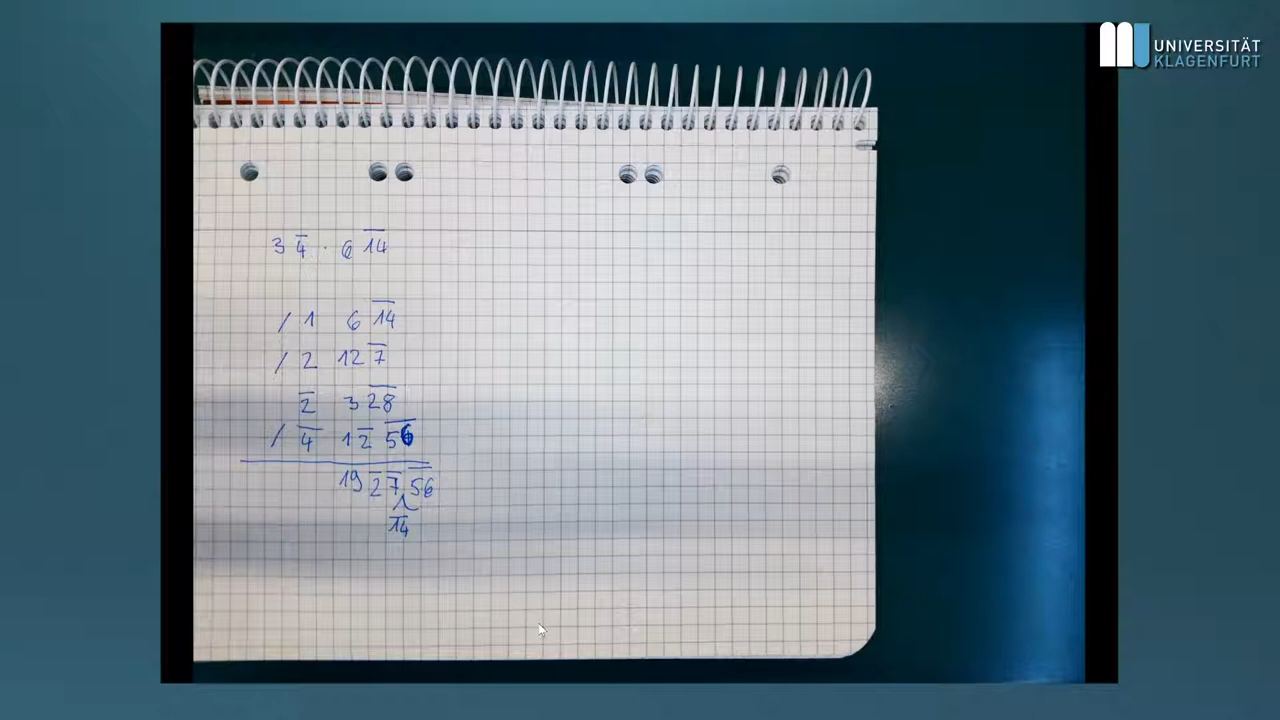 UNIVERSITÄT
KLAGENFURT
3 4̅ · 6 1̅4̅
/ 1 6 1̅4̅
/ 2 12 7̅
2̅ 3 2̅8̅
/ 4̅ 1 2̅ 5̅6̅
19 2̅ 7̅ 5̅6̅
1̅4̅